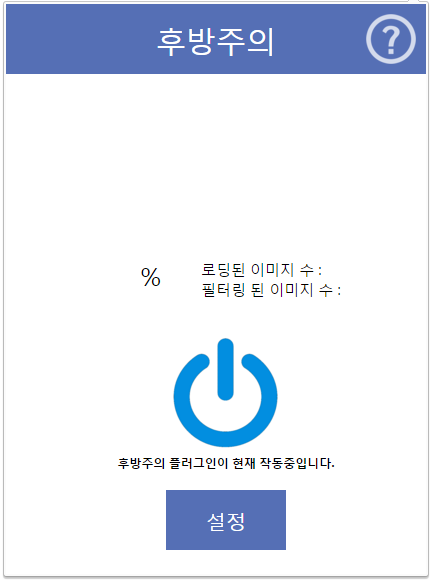 후방주의
?
%
로딩된 이미지 수 :
필터링 된 이미지 수 :
후방주의 플러그인이 현재 작동중입니다.
설정